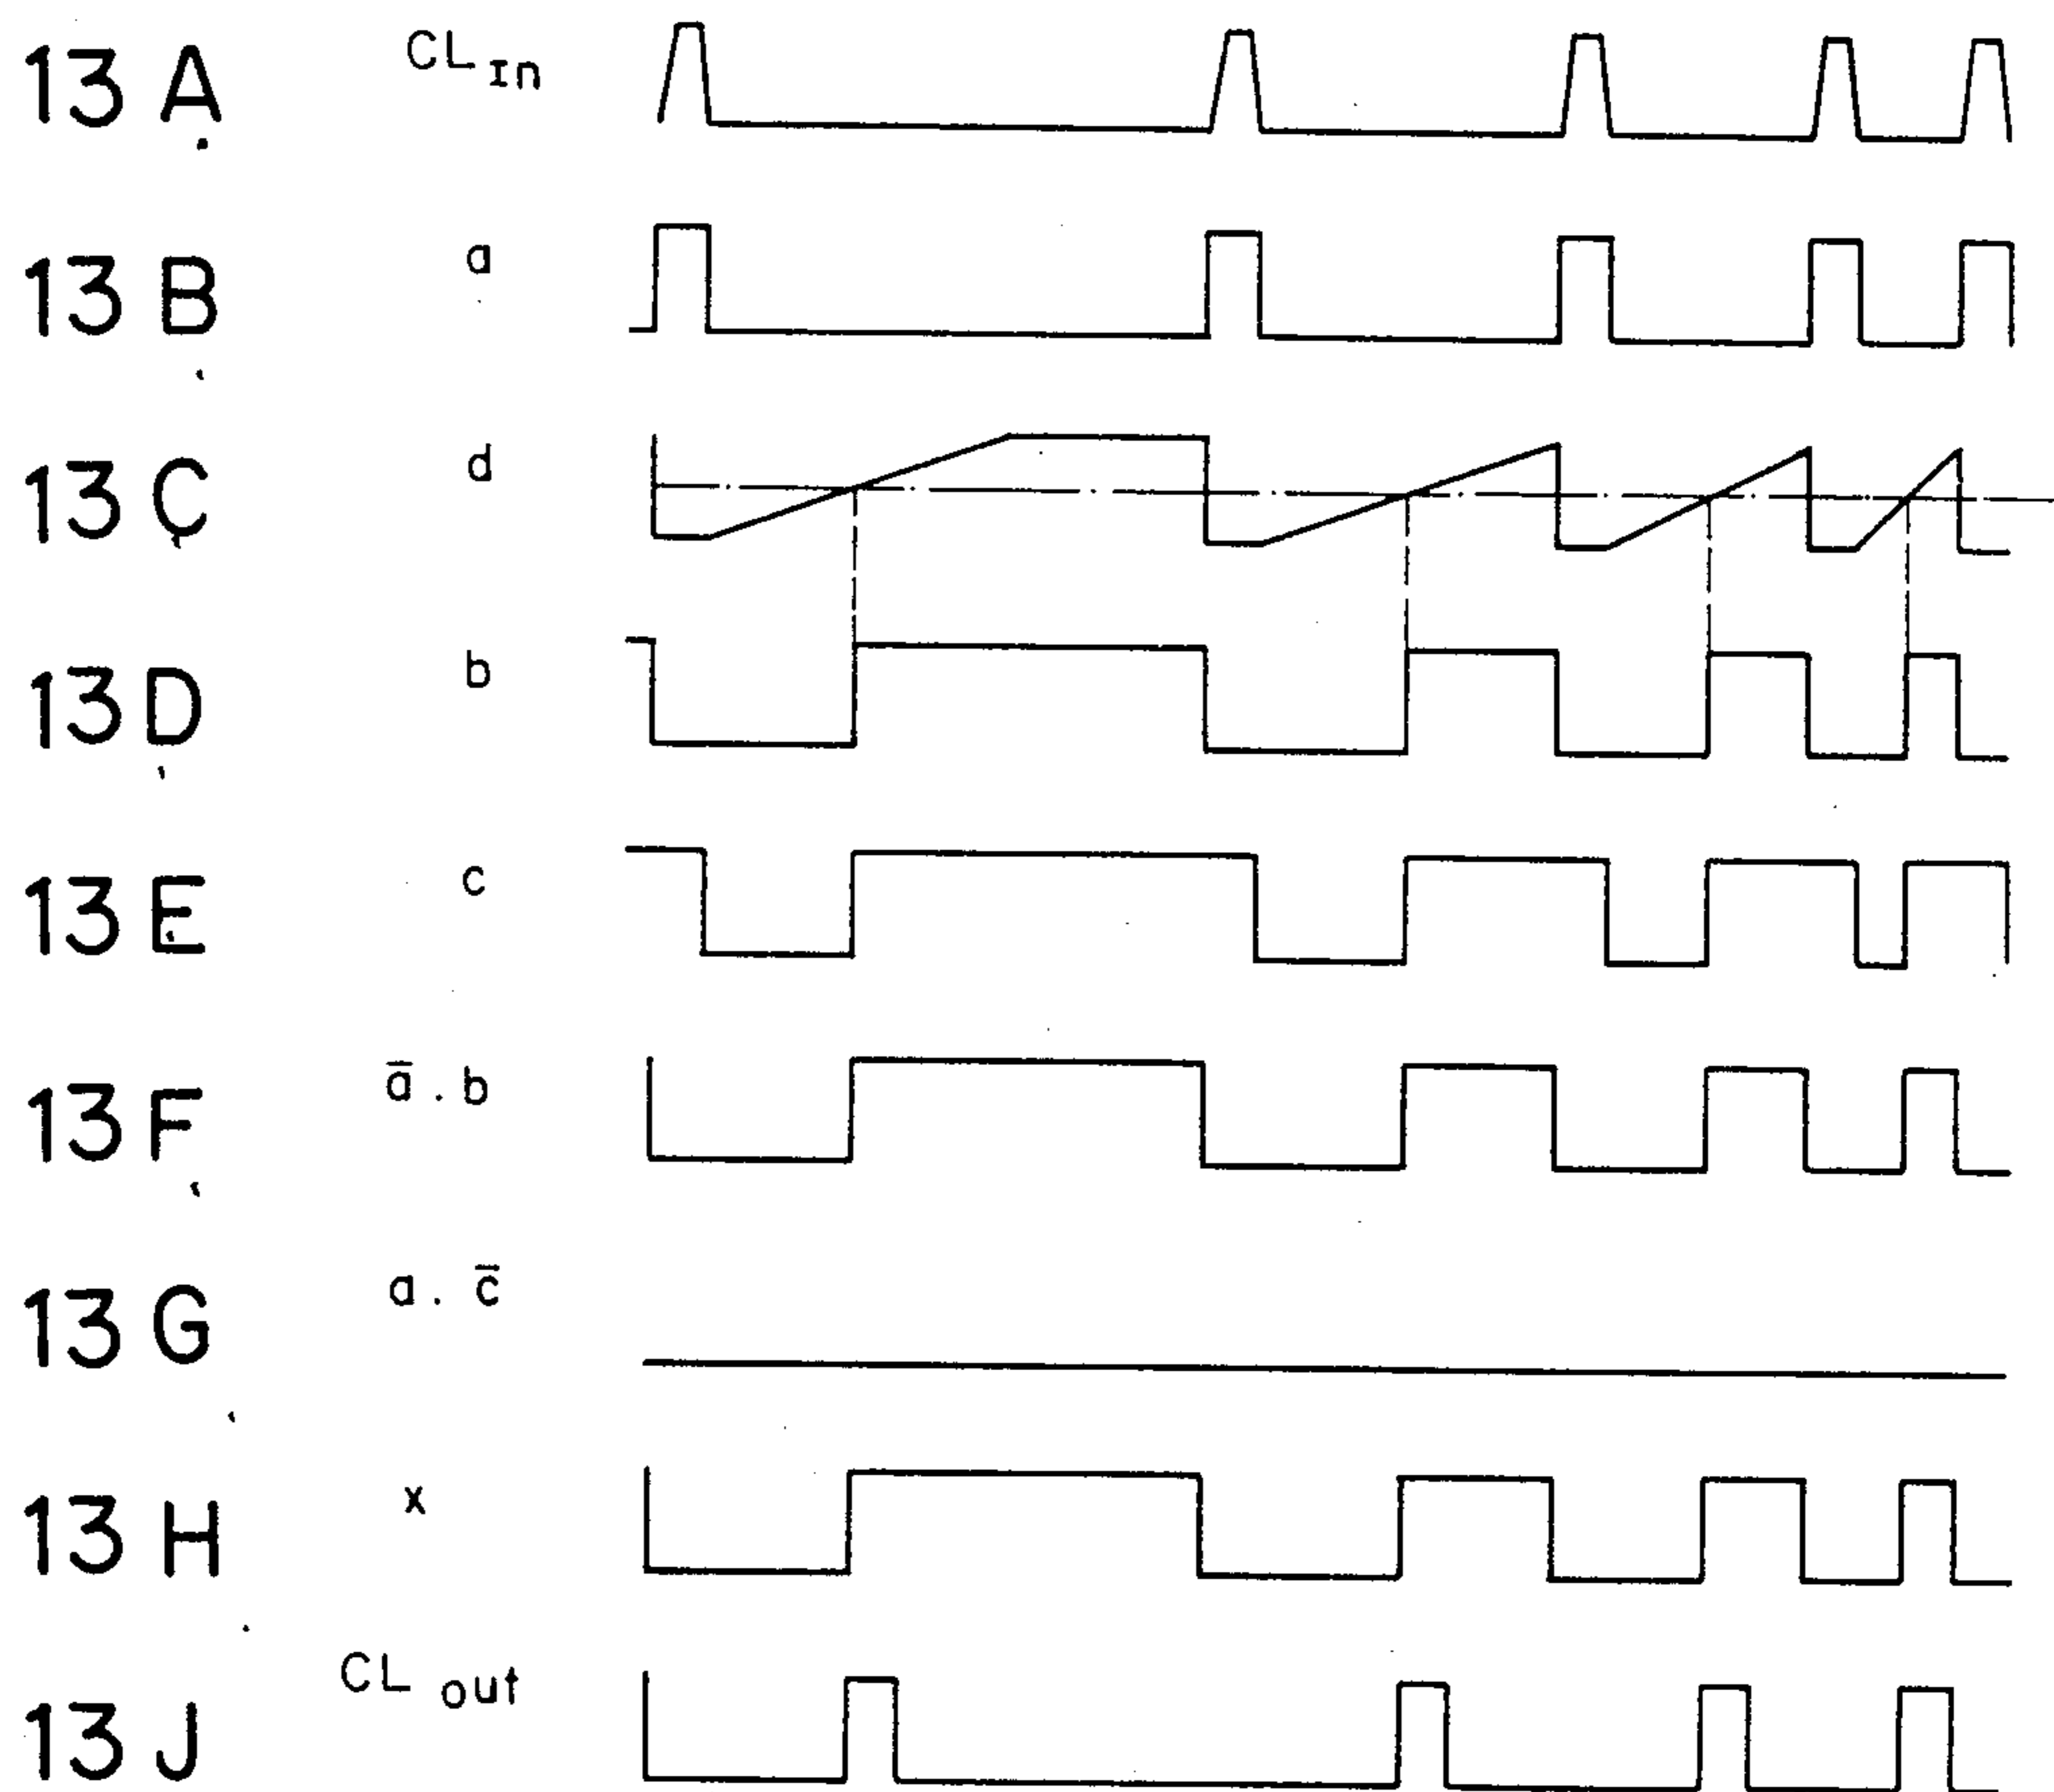 13 A CL In
13 B a
13 C d
13 D b
13 E c
13 F a̅ . b
13 G a . c̅
13 H x
13 J CL out